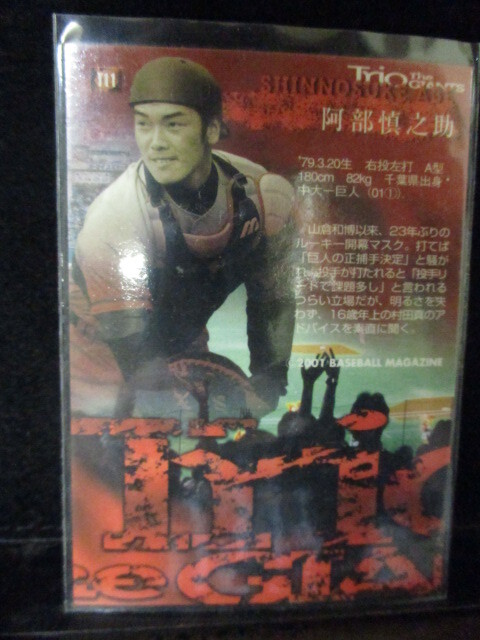 111
Trio The GIANTS
SHINNOSUKE ABE
阿部慎之助
'79.3.20生 右投左打 A型
180cm 82kg 千葉県出身・
中大ー巨人(01①).
山倉和博以来、23年ぶりの
ルーキー開幕マスク。打てば
「巨人の正捕手決定」と騒が
れ、投手が打たれると「投手リ
ードで課題多し」と言われる
つらい立場だが、明るさを失
わず、16歳年上の村田真のア
ドバイスを素直に聞く。
2001 BASEBALL MAGAZINE
Trio